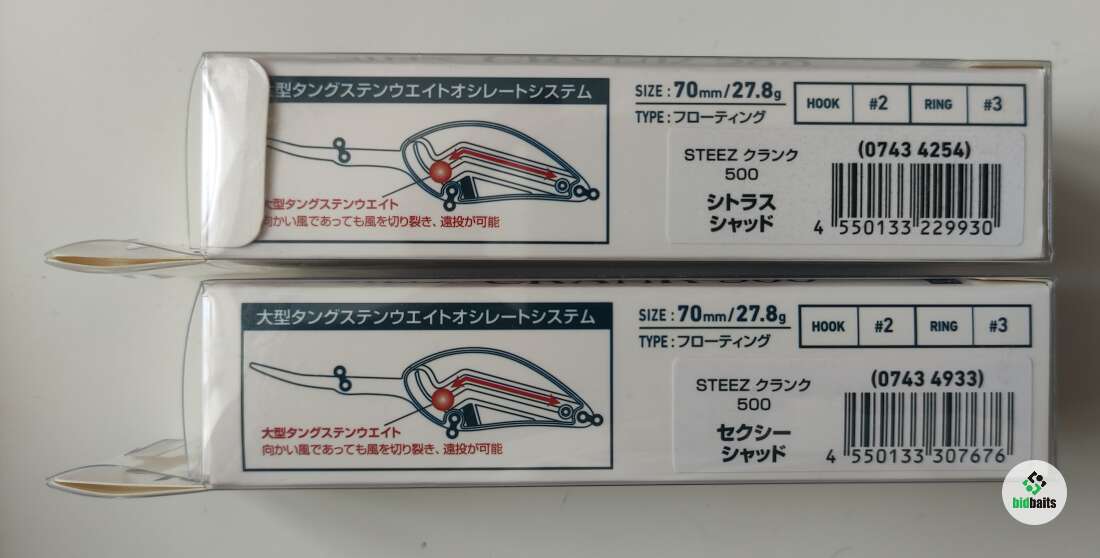 型タングステンウエイトオシレートシステム
大型タングステンウエイト
向かい風であっても風を切り裂き、遠投が可能
SIZE : 70mm/27.8g
TYPE : フローティング
HOOK #2 RING #3
STEEZ クランク
500
シトラス
シャッド
(0743 4254)
4 550133 229930
大型タングステンウエイトオシレートシステム
大型タングステンウエイト
向かい風であっても風を切り裂き、遠投が可能
SIZE : 70mm/27.8g
TYPE : フローティング
HOOK #2 RING #3
STEEZ クランク
500
セクシー
シャッド
(0743 4933)
4 550133 307676
bidbaits